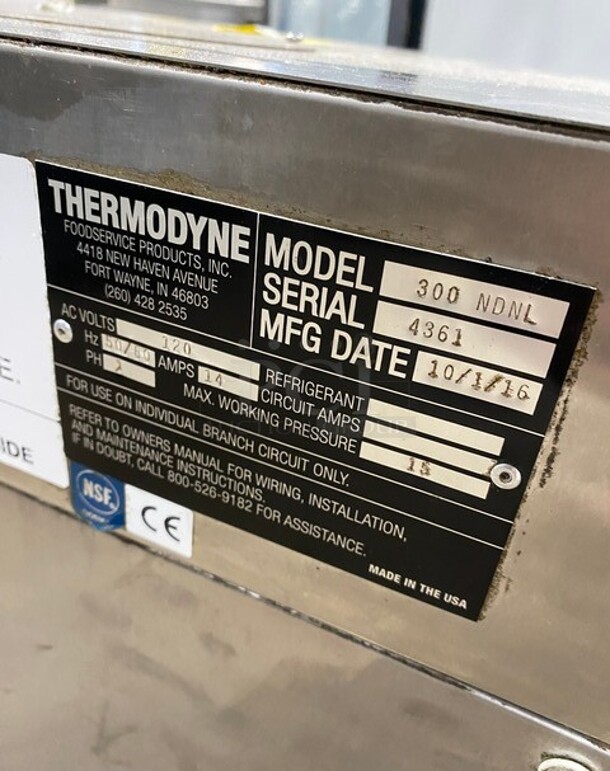 THERMODYNE
FOODSERVICE PRODUCTS, INC.
4418 NEW HAVEN AVENUE
FORT WAYNE, IN 46803
(260) 428 2535
MODEL 300 NDNL
SERIAL 4361
MFG DATE 10/1/16
AC VOLTS 120
Hz 50/60 AMPS 14
PH 1
REFRIGERANT
CIRCUIT AMPS 15
MAX. WORKING PRESSURE
FOR USE ON INDIVIDUAL BRANCH CIRCUIT ONLY.
REFER TO OWNERS MANUAL FOR WIRING, INSTALLATION,
AND MAINTENANCE INSTRUCTIONS.
IF IN DOUBT, CALL 800-526-9182 FOR ASSISTANCE.
MADE IN THE USA
NSF
CE
E.
IDE